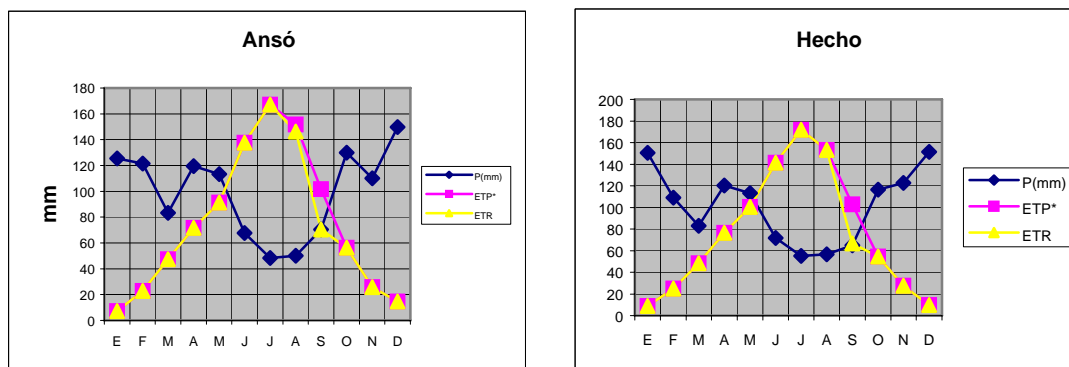 Ansó
mm
180
160
140
120
100
80
60
40
20
0
E F M A M J J A S O N D
P(mm)
ETP*
ETR
Hecho
200
180
160
140
120
100
80
60
40
20
0
E F M A M J J A S O N D
P(mm)
ETP*
ETR